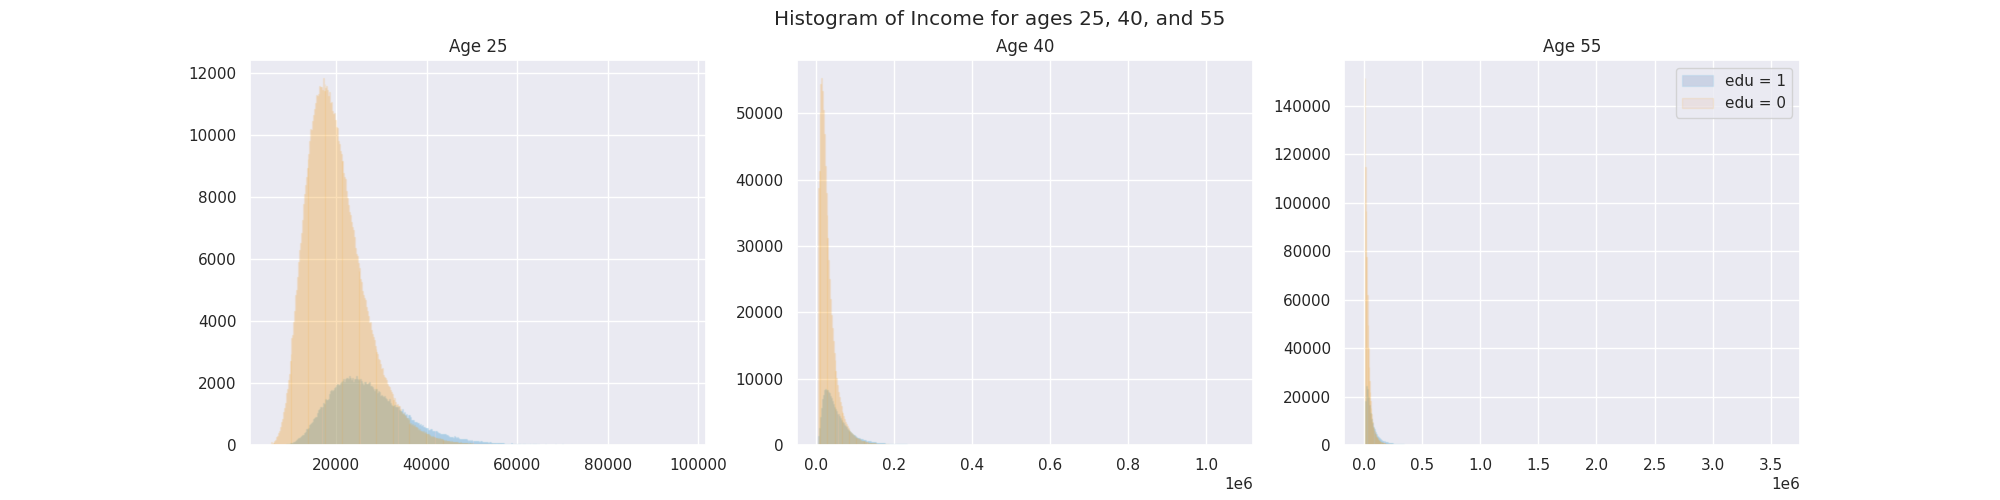 Histogram of Income for ages 25, 40, and 55
Age 25
12000
10000
8000
6000
4000
2000
0
20000 40000 60000 80000 100000
Age 40
50000
40000
30000
20000
10000
0
0.0 0.2 0.4 0.6 0.8 1.0
1e6
Age 55
edu = 1
edu = 0
140000
120000
100000
80000
60000
40000
20000
0
0.0 0.5 1.0 1.5 2.0 2.5 3.0 3.5
1e6